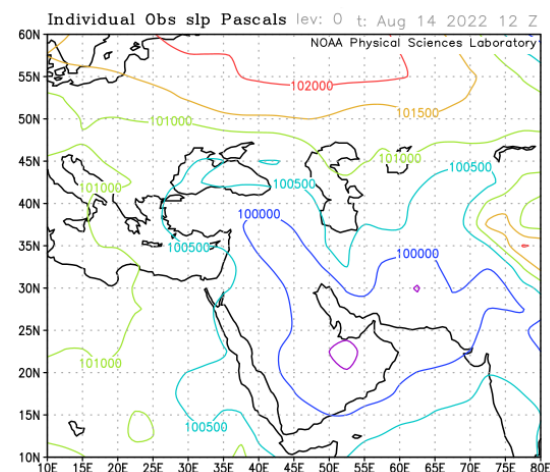 Individual Obs slp Pascals lev: 0 t: Aug 14 2022 12 Z
NOAA Physical Sciences Laboratory
60N
55N
102000
101500
50N
101000
45N
101000
100500
101000
100500
40N
100000
35N
100500
100000
30N
25N
101000
20N
15N
100500
10N
10E 15E 20E 25E 30E 35E 40E 45E 50E 55E 60E 65E 70E 75E 80E